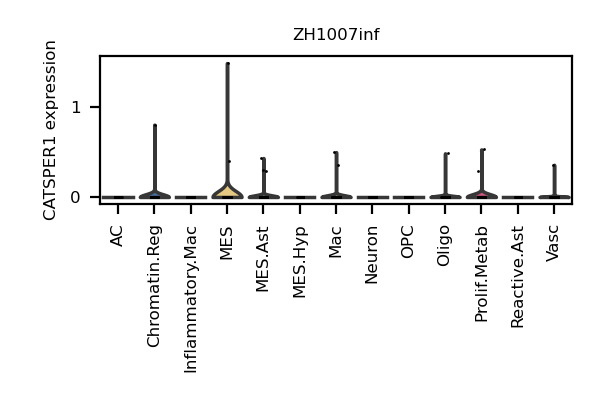 ZH1007inf
CATSPER1 expression
1
0
AC
Chromatin.Reg
Inflammatory.Mac
MES
MES.Ast
MES.Hyp
Mac
Neuron
OPC
Oligo
Prolif.Metab
Reactive.Ast
Vasc